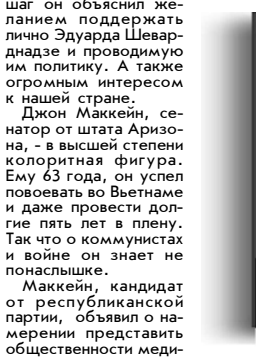 шаг он объяснил же-
ланием поддержать
лично Эдуарда Шевар-
днадзе и проводимую
им политику. А также
огромным интересом
к нашей стране.
Джон Маккейн, се-
натор от штата Аризо-
на, - в высшей степени
колоритная фигура.
Ему 63 года, он успел
повоевать во Вьетнаме
и даже провести дол-
гие пять лет в плену.
Так что о коммунистах
и войне он знает не
понаслышке.
Маккейн, кандидат
от республиканской
партии, объявил о на-
мерении представить
общественности меди-